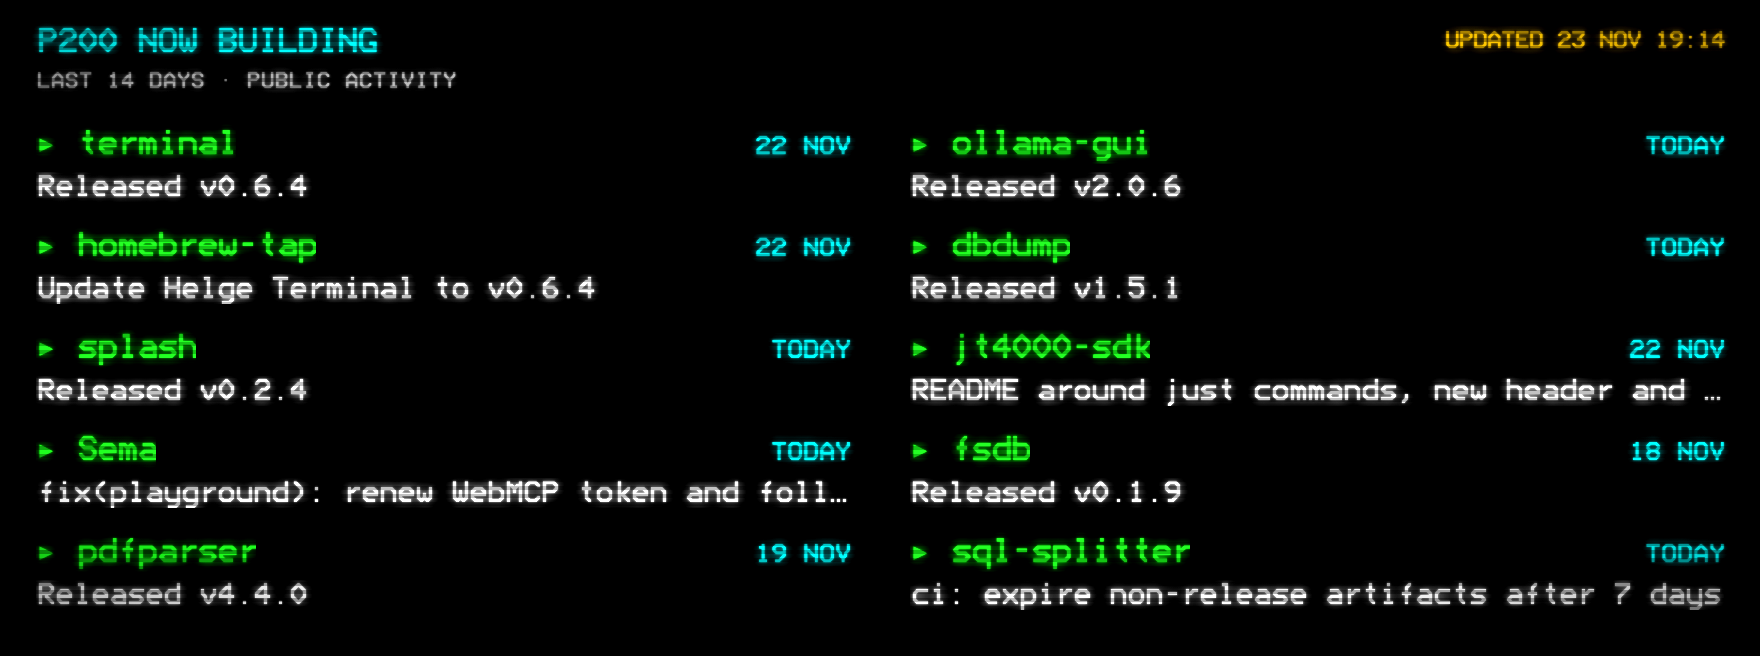 P200 NOW BUILDING
UPDATED 23 NOV 19:14
LAST 14 DAYS · PUBLIC ACTIVITY
▸ terminal 22 NOV
Released v0.6.4
▸ homebrew-tap 22 NOV
Update Helge Terminal to v0.6.4
▸ splash TODAY
Released v0.2.4
▸ Sema TODAY
fix(playground): renew WebMCP token and foll…
▸ pdfparser 19 NOV
Released v4.4.0
▸ ollama-gui TODAY
Released v2.0.6
▸ dbdump TODAY
Released v1.5.1
▸ jt4000-sdk 22 NOV
README around just commands, new header and …
▸ fsdb 18 NOV
Released v0.1.9
▸ sql-splitter TODAY
ci: expire non-release artifacts after 7 days